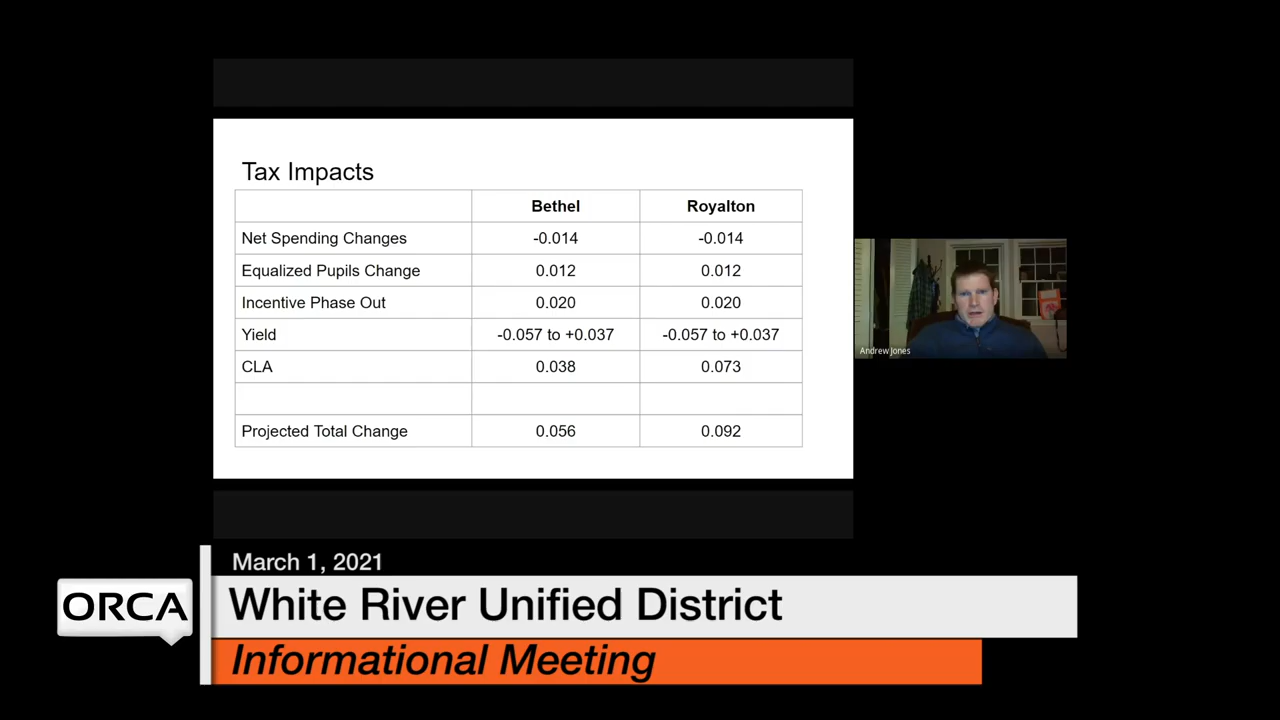 Tax Impacts
Bethel Royalton
Net Spending Changes -0.014 -0.014
Equalized Pupils Change 0.012 0.012
Incentive Phase Out 0.020 0.020
Yield -0.057 to +0.037 -0.057 to +0.037
CLA 0.038 0.073
Projected Total Change 0.056 0.092
Andrew Jones
March 1, 2021
ORCA
White River Unified District
Informational Meeting